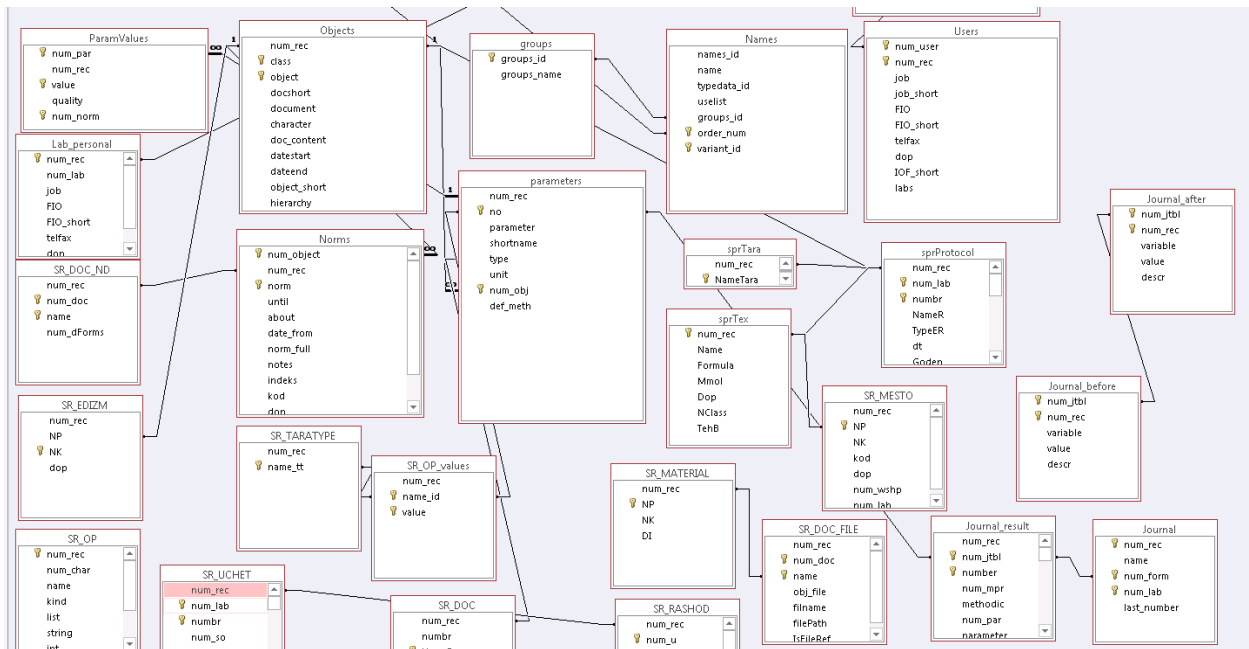 ParamValues
num_par
num_rec
value
quality
num_norm
Objects
num_rec
class
object
docshort
document
character
doc_content
datestart
dateend
object_short
hierarchy
groups
groups_id
groups_name
Names
names_id
name
typedata_id
uselist
groups_id
order_num
variant_id
Users
num_user
num_rec
job
job_short
FIO
FIO_short
telfax
dop
IOF_short
labs
Lab_personal
num_rec
num_lab
job
FIO
FIO_short
telfax
dop
parameters
num_rec
no
parameter
shortname
type
unit
num_obj
def_meth
Journal_after
num_jtbl
num_rec
variable
value
descr
Norms
num_object
num_rec
norm
until
about
date_from
norm_full
notes
indeks
kod
dop
sprTara
num_rec
NameTara
sprProtocol
num_rec
num_lab
numbr
NameR
TypeER
dt
Goden
SR_DOC_ND
num_rec
num_doc
name
num_dForms
sprTex
num_rec
Name
Formula
Mmol
Dop
NClass
TehB
Journal_before
num_jtbl
num_rec
variable
value
descr
SR_MESTO
num_rec
NP
NK
kod
dop
num_wshp
num_lab
SR_EDIZM
num_rec
NP
NK
dop
SR_TARATYPE
num_rec
name_tt
SR_OP_values
num_rec
name_id
value
SR_MATERIAL
num_rec
NP
NK
DI
SR_DOC_FILE
num_rec
num_doc
name
obj_file
filname
filePath
IsFileRef
Journal_result
num_rec
num_jtbl
number
num_mpr
methodic
num_par
parameter
Journal
num_rec
name
num_form
num_lab
last_number
SR_OP
num_rec
num_char
name
kind
list
string
int
SR_UCHET
num_rec
num_lab
numbr
num_so
SR_DOC
num_rec
numbr
SR_RASHOD
num_rec
num_u